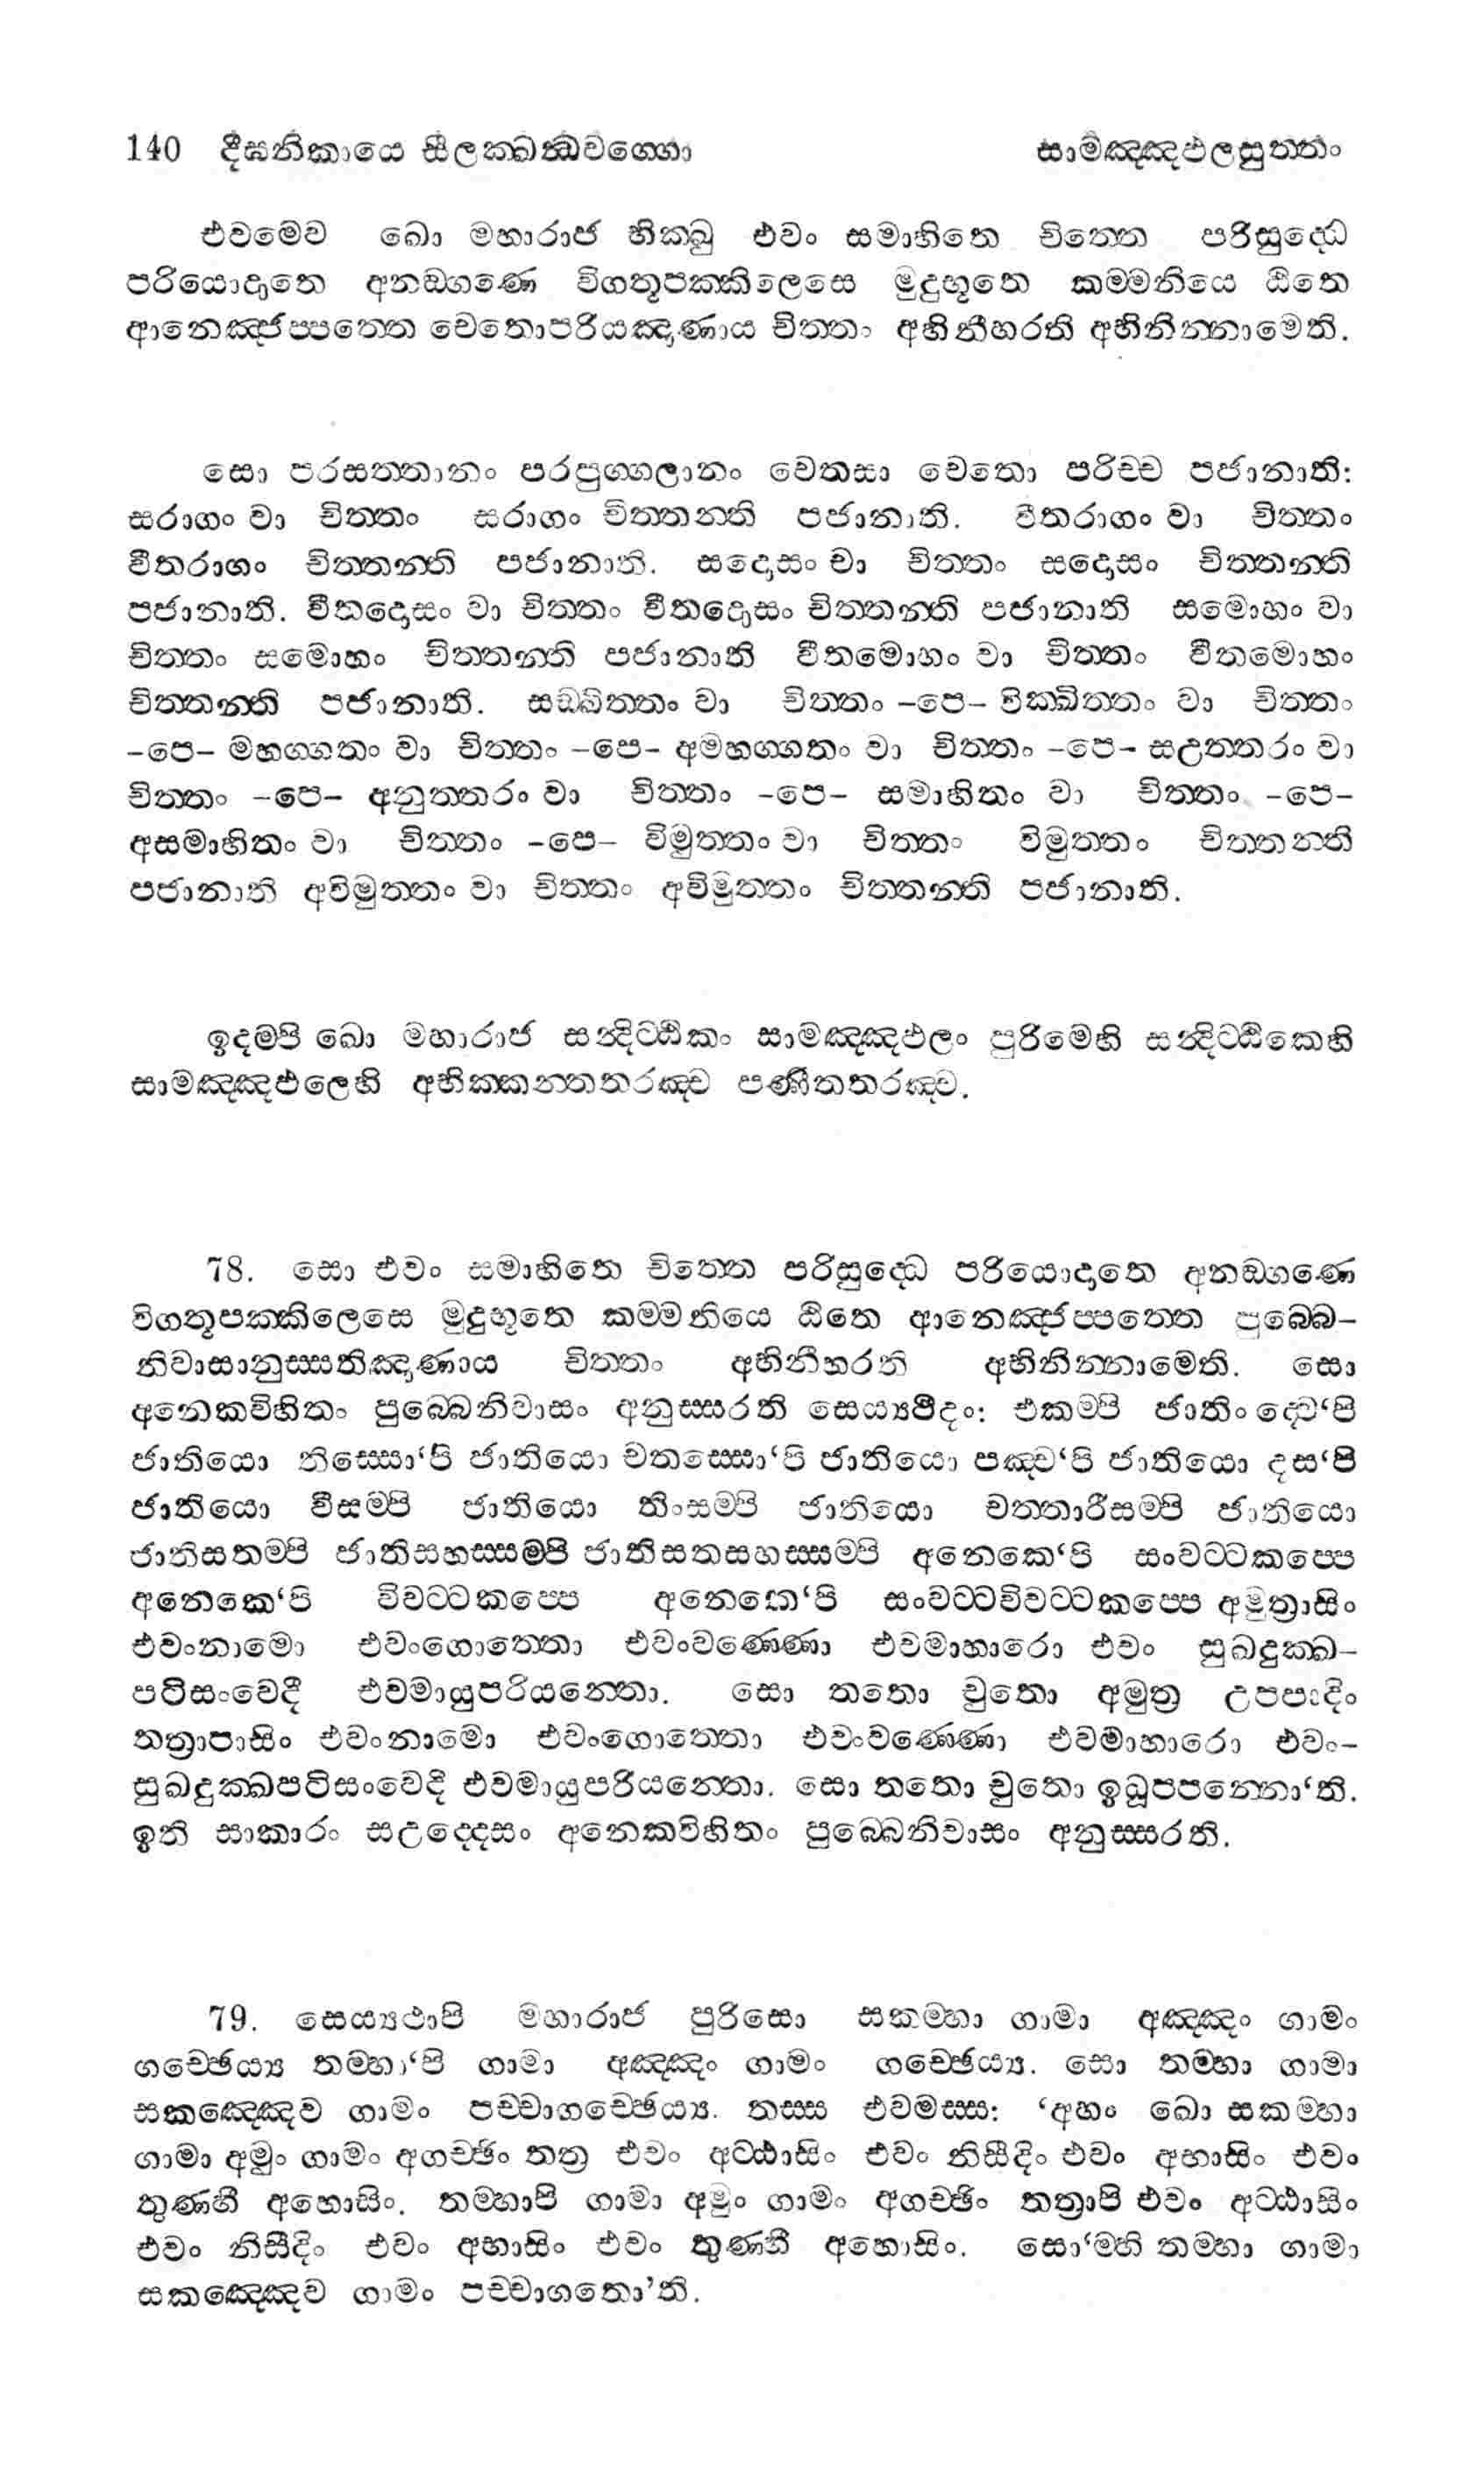 140 දීඝනිකායෙ සීලක්ඛන්ධවග්ගො සාමඤ්ඤඵලසුත්තං
එවමෙව ඛො මහාරාජ භික්ඛු එවං සමාහිතෙ චිත්තෙ පරිසුද්ධෙ
පරියොදාතෙ අනඞ්ගණෙ විගතූපක්කිලෙසෙ මුදුභූතෙ කම්මනියෙ ඨිතෙ
ආනෙඤ්ජප්පත්තෙ චෙතොපරියඤාණාය චිත්තං අභිනීහරති අභිනින්නාමෙති.
සො පරසත්තානං පරපුග්ගලානං චෙතසා චෙතො පරිච්ච පජානාති:
සරාගං වා චිත්තං සරාගං චිත්තන්ති පජානාති. වීතරාගං වා චිත්තං
වීතරාගං චිත්තන්ති පජානාති. සදොසං වා චිත්තං සදොසං චිත්තන්ති
පජානාති. වීතදොසං වා චිත්තං වීතදොසං චිත්තන්ති පජානාති සමොහං වා
චිත්තං සමොහං චිත්තන්ති පජානාති වීතමොහං වා චිත්තං වීතමොහං
චිත්තන්ති පජානාති. සඞ්ඛිත්තං වා චිත්තං -පෙ- වික්ඛිත්තං වා චිත්තං
-පෙ- මහග්ගතං වා චිත්තං -පෙ- අමහග්ගතං වා චිත්තං -පෙ- සඋත්තරං වා
චිත්තං -පෙ- අනුත්තරං වා චිත්තං -පෙ- සමාහිතං වා චිත්තං -පෙ-
අසමාහිතං වා චිත්තං -පෙ- විමුත්තං වා චිත්තං විමුත්තං චිත්තන්ති
පජානාති අවිමුත්තං වා චිත්තං අවිමුත්තං චිත්තන්ති පජානාති.
ඉදම්පි ඛො මහාරාජ සන්දිට්ඨිකං සාමඤ්ඤඵලං පුරිමෙහි සන්දිට්ඨිකෙහි
සාමඤ්ඤඵලෙහි අභික්කන්තතරඤ්ච පණීතතරඤ්ච.
78. සො එවං සමාහිතෙ චිත්තෙ පරිසුද්ධෙ පරියොදාතෙ අනඞ්ගණෙ
විගතූපක්කිලෙසෙ මුදුභූතෙ කම්මනියෙ ඨිතෙ ආනෙඤ්ජප්පත්තෙ පුබ්බෙ-
නිවාසානුස්සතිඤාණාය චිත්තං අභිනීහරති අභිනින්නාමෙති. සො
අනෙකවිහිතං පුබ්බෙනිවාසං අනුස්සරති සෙය්‍යථීදං: එකම්පි ජාතිං ද්වෙ‘පි
ජාතියො තිස්සො‘පි ජාතියො චතස්සො‘පි ජාතියො පඤ්ච‘පි ජාතියො දස‘පි
ජාතියො වීසම්පි ජාතියො තිංසම්පි ජාතියො චත්තාරීසම්පි ජාතියො
ජාතිසතම්පි ජාතිසහස්සම්පි ජාතිසතසහස්සම්පි අනෙකෙ‘පි සංවට්ටකප්පෙ
අනෙකෙ‘පි විවට්ටකප්පෙ අනෙකෙ‘පි සංවට්ටවිවට්ටකප්පෙ අමුත්‍රාසිං
එවංනාමො එවංගොත්තො එවංවණ්ණො එවමාහාරො එවං සුඛදුක්ඛ-
පටිසංවෙදී එවමායුපරියන්තො. සො තතො චුතො අමුත්‍ර උපපාදිං
තත්‍රාපාසිං එවංනාමො එවංගොත්තො එවංවණ්ණො එවමාහාරො එවං-
සුඛදුක්ඛපටිසංවෙදී එවමායුපරියන්තො. සො තතො චුතො ඉධූපපන්නො‘ති.
ඉති සාකාරං සඋද්දෙසං අනෙකවිහිතං පුබ්බෙනිවාසං අනුස්සරති.
79. සෙය්‍යථාපි මහාරාජ පුරිසො සකම්හා ගාමා අඤ්ඤං ගාමං
ගච්ඡෙය්‍ය තම්හා‘පි ගාමා අඤ්ඤං ගාමං ගච්ඡෙය්‍ය. සො තම්හා ගාමා
සකඤ්ඤෙව ගාමං පච්චාගච්ඡෙය්‍ය. තස්ස එවමස්ස: ‘අහං ඛො සකම්හා
ගාමා අමුං ගාමං අගච්ඡිං තත්‍ර එවං අට්ඨාසිං එවං නිසීදිං එවං අභාසිං එවං
තුණ්හී අහොසිං. තම්හාපි ගාමා අමුං ගාමං අගච්ඡිං තත්‍රාපි එවං අට්ඨාසිං
එවං නිසීදිං එවං අභාසිං එවං තුණ්හී අහොසිං. සො‘ම්හි තම්හා ගාමා
සකඤ්ඤෙව ගාමං පච්චාගතො’ති.